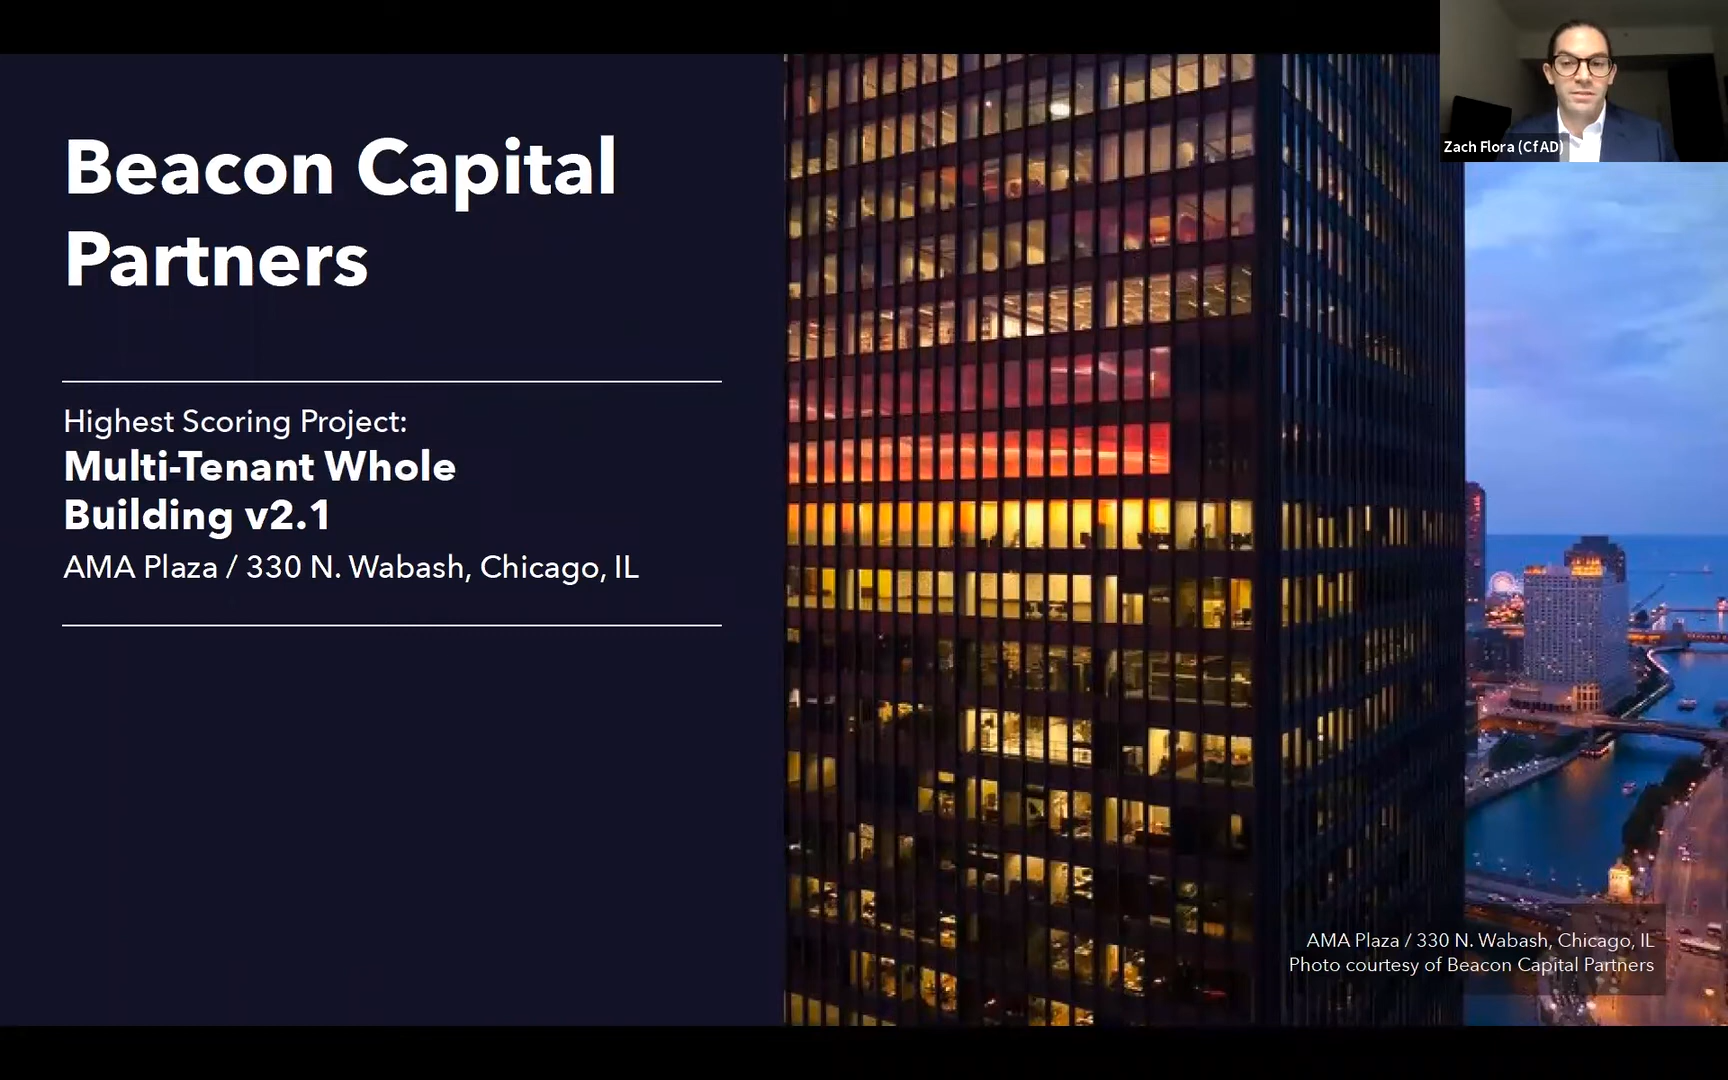 Beacon Capital
Partners
Highest Scoring Project:
Multi-Tenant Whole
Building v2.1
AMA Plaza / 330 N. Wabash, Chicago, IL
Zach Flora (CfAD)
AMA Plaza / 330 N. Wabash, Chicago, IL
Photo courtesy of Beacon Capital Partners